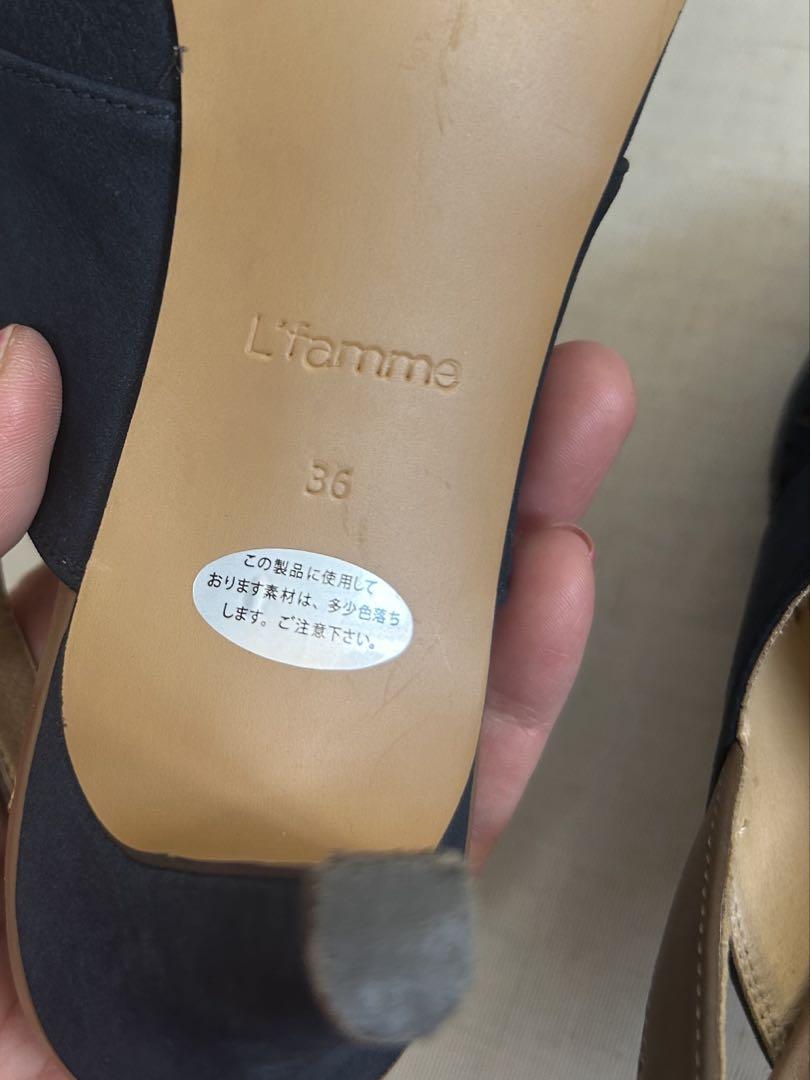 L'famme
36
この製品に使用して
おります素材は、多少色落ち
します。ご注意下さい。